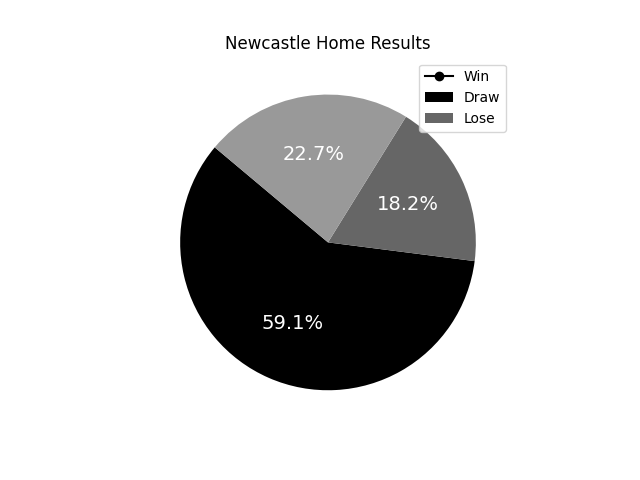 Newcastle Home Results
Win
Draw
Lose
22.7%
18.2%
59.1%